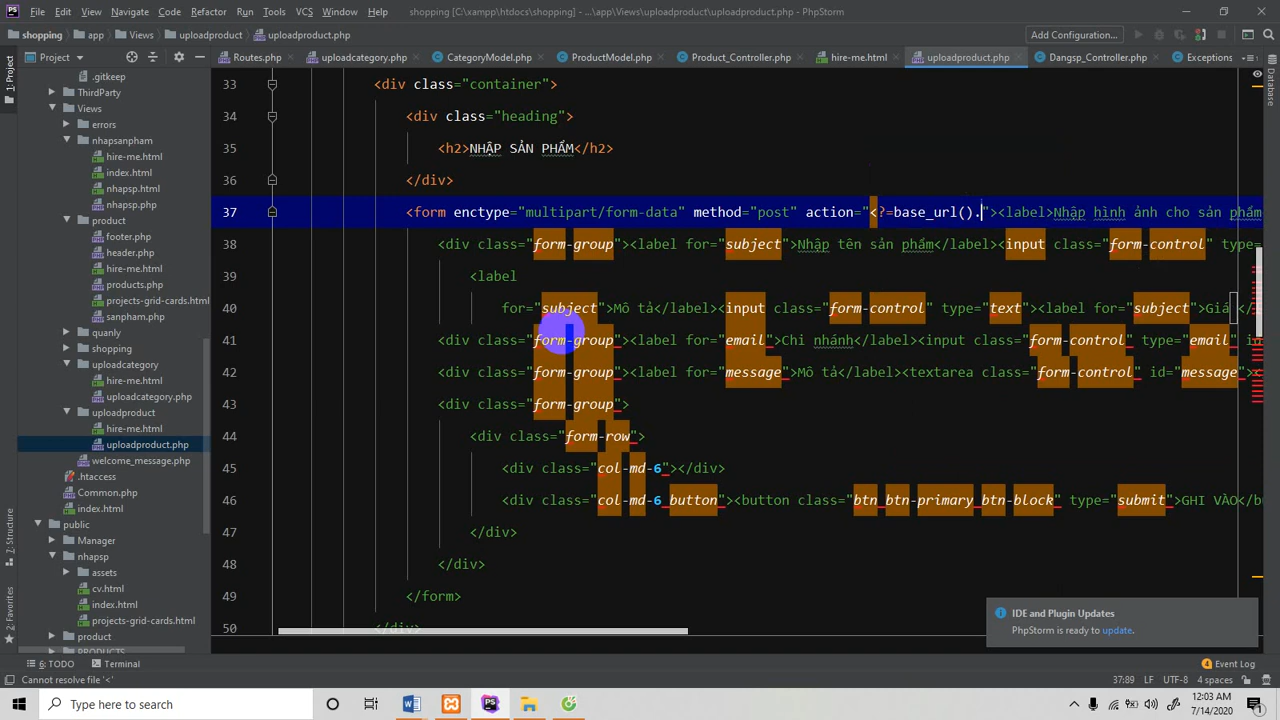 PS File Edit View Navigate Code Refactor Run Tools VCS Window Help shopping [C:\xampp\htdocs\shopping] - ...\app\Views\uploadproduct\uploadproduct.php - PhpStorm
shopping app Views uploadproduct uploadproduct.php Add Configuration...
Project Routes.php uploadcategory.php CategoryModel.php ProductModel.php Product_Controller.php hire-me.html uploadproduct.php Dangsp_Controller.php Exceptions
1: Project
Database
7: Structure
2: Favorites
.gitkeep
ThirdParty
Views
errors
nhapsanpham
hire-me.html
index.html
nhapsp.html
nhapsp.php
footer.php
header.php
hire-me.html
products.php
projects-grid-cards.html
sanpham.php
quanly
shopping
uploadcategory
hire-me.html
uploadcategory.php
uploadproduct
hire-me.html
uploadproduct.php
welcome_message.php
.htaccess
Common.php
index.html
public
Manager
nhapsp
assets
cv.html
index.html
projects-grid-cards.html
product
PRODUCTS
33 <div class="container">
34 <div class="heading">
35 <h2>NHẬP SẢN PHẨM</h2>
36 </div>
37 <form enctype="multipart/form-data" method="post" action="<?=base_url()."><label>Nhập hình ảnh cho sản phẩm
38 <div class="form-group"><label for="subject">Nhập tên sản phẩm</label><input class="form-control" type=
39 <label
40 for="subject">Mô tả</label><input class="form-control" type="text"><label for="subject">Giá </
41 <div class="form-group"><label for="email">Chi nhánh</label><input class="form-control" type="email" id=
42 <div class="form-group"><label for="message">Mô tả</label><textarea class="form-control" id="message"><
43 <div class="form-group">
44 <div class="form-row">
45 <div class="col-md-6"></div>
46 <div class="col-md-6 button"><button class="btn btn-primary btn-block" type="submit">GHI VÀO</bu
47 </div>
48 </div>
49 </form>
50 </div>
IDE and Plugin Updates
PhpStorm is ready to update.
6: TODO Terminal Event Log
Cannot resolve file '<' 37:89 LF UTF-8 4 spaces
Type here to search
12:03 AM
7/14/2020